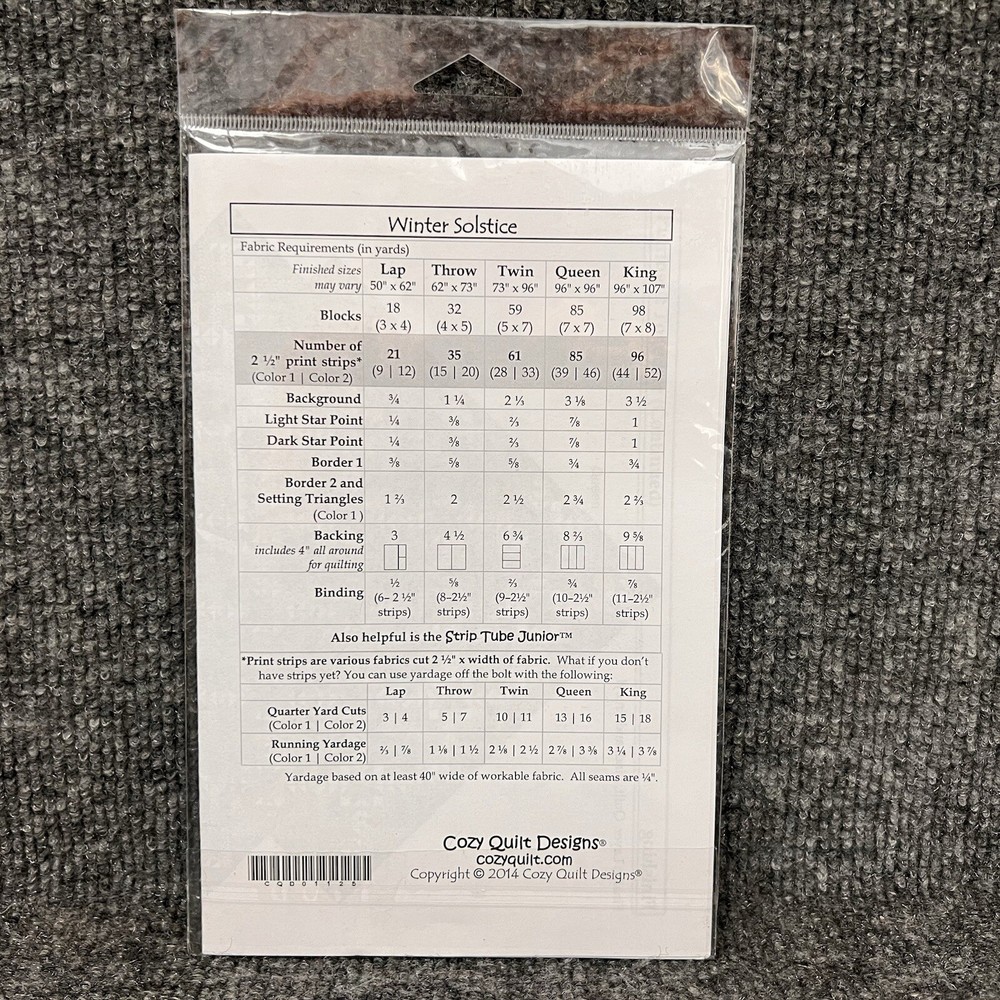 Winter Solstice
Fabric Requirements (in yards)
Finished sizes may vary | Lap 50" x 62" | Throw 62" x 73" | Twin 73" x 96" | Queen 96" x 96" | King 96" x 107"
Blocks | 18 (3 x 4) | 32 (4 x 5) | 59 (5 x 7) | 85 (7 x 7) | 98 (7 x 8)
Number of 2 ½" print strips* (Color 1 | Color 2) | 21 (9 | 12) | 35 (15 | 20) | 61 (28 | 33) | 85 (39 | 46) | 96 (44 | 52)
Background | ¾ | 1 ¼ | 2 ⅓ | 3 ⅛ | 3 ½
Light Star Point | ¼ | ⅜ | ⅔ | ⅞ | 1
Dark Star Point | ¼ | ⅜ | ⅔ | ⅞ | 1
Border 1 | ⅜ | ⅝ | ⅝ | ¾ | ¾
Border 2 and Setting Triangles (Color 1 ) | 1 ⅔ | 2 | 2 ½ | 2 ¾ | 2 ⅔
Backing includes 4" all around for quilting | 3 | 4 ½ | 6 ¾ | 8 ⅔ | 9 ⅝
Binding | ½ (6– 2 ½" strips) | ⅝ (8–2½" strips) | ⅔ (9–2½" strips) | ¾ (10–2½" strips) | ⅞ (11–2½" strips)
Also helpful is the Strip Tube Junior™
*Print strips are various fabrics cut 2 ½" x width of fabric. What if you don't
have strips yet? You can use yardage off the bolt with the following:
Lap | Throw | Twin | Queen | King
Quarter Yard Cuts (Color 1 | Color 2) | 3 | 4 | 5 | 7 | 10 | 11 | 13 | 16 | 15 | 18
Running Yardage (Color 1 | Color 2) | ⅔ | ⅞ | 1 ⅛ | 1 ½ | 2 ⅛ | 2 ½ | 2 ⅞ | 3 ⅜ | 3 ¼ | 3 ⅞
Yardage based on at least 40" wide of workable fabric. All seams are ¼".
Cozy Quilt Designs®
cozyquilt.com
Copyright © 2014 Cozy Quilt Designs®
CQD01125